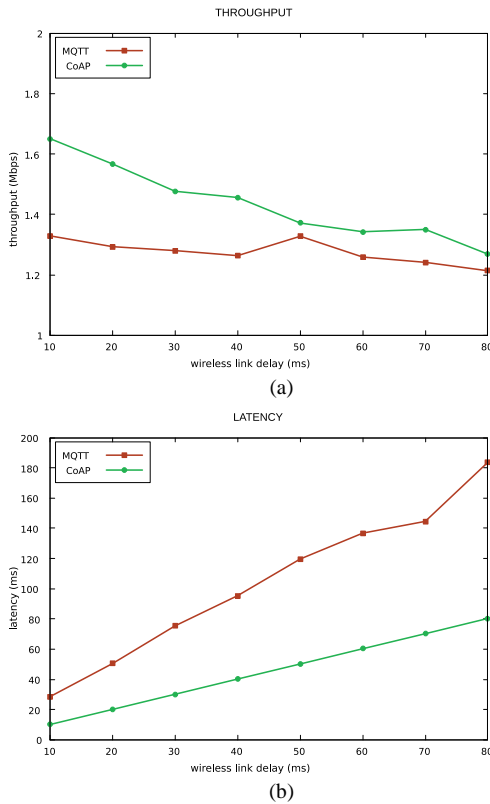 THROUGHPUT
2
MQTT
CoAP
1.8
1.6
throughput (Mbps)
1.4
1.2
1
10 20 30 40 50 60 70 80
wireless link delay (ms)
(a)
LATENCY
200
MQTT
CoAP
180
160
140
120
latency (ms)
100
80
60
40
20
0
10 20 30 40 50 60 70 80
wireless link delay (ms)
(b)